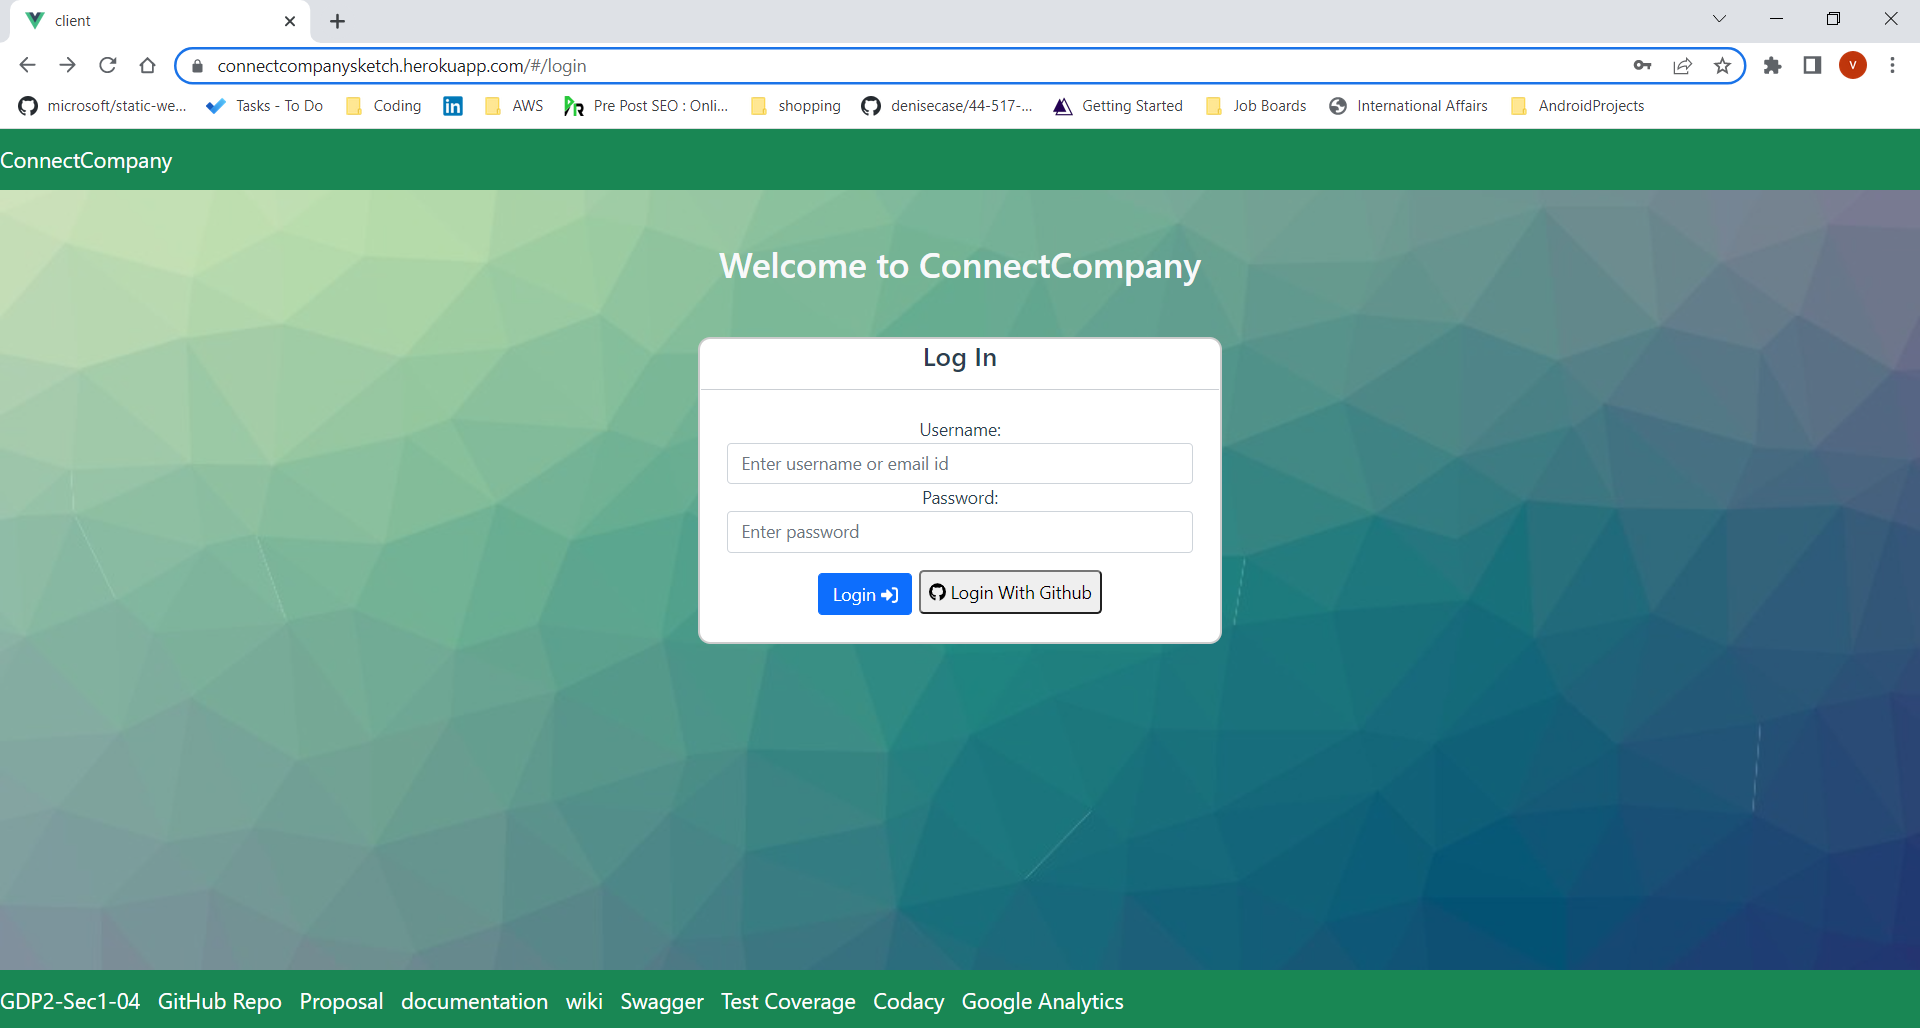 client
connectcompanysketch.herokuapp.com/#/login
V
microsoft/static-we... Tasks - To Do Coding in AWS PR Pre Post SEO : Onli... shopping denisecase/44-517-... Getting Started Job Boards International Affairs AndroidProjects
ConnectCompany
Welcome to ConnectCompany
Log In
Username:
Enter username or email id
Password:
Enter password
Login Login With Github
GDP2-Sec1-04 GitHub Repo Proposal documentation wiki Swagger Test Coverage Codacy Google Analytics